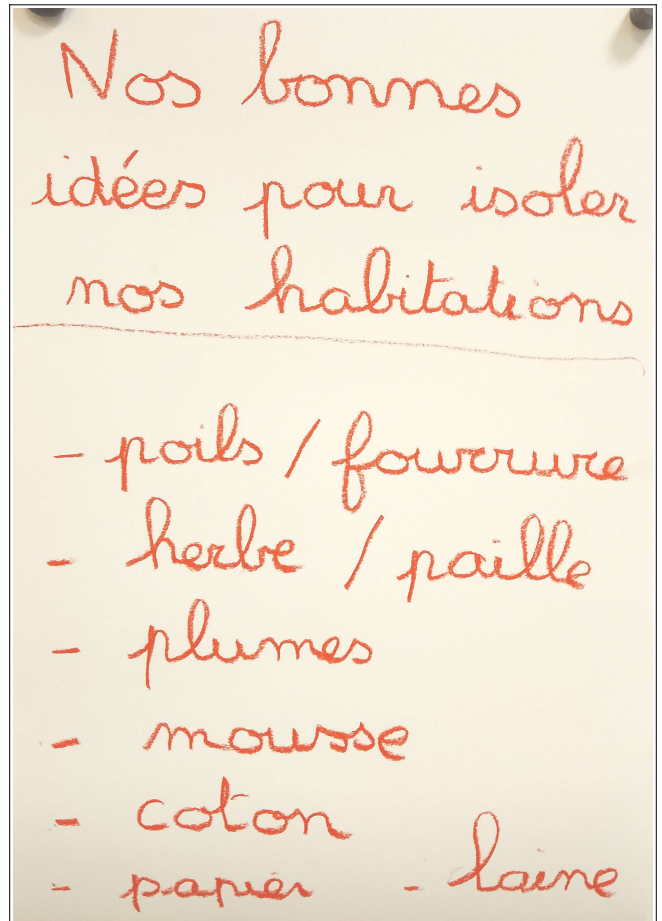 Nos bonnes
idées pour isoler
nos habitations
- poils / fourrure
- herbe / paille
- plumes
- mousse
- coton
- papier - laine